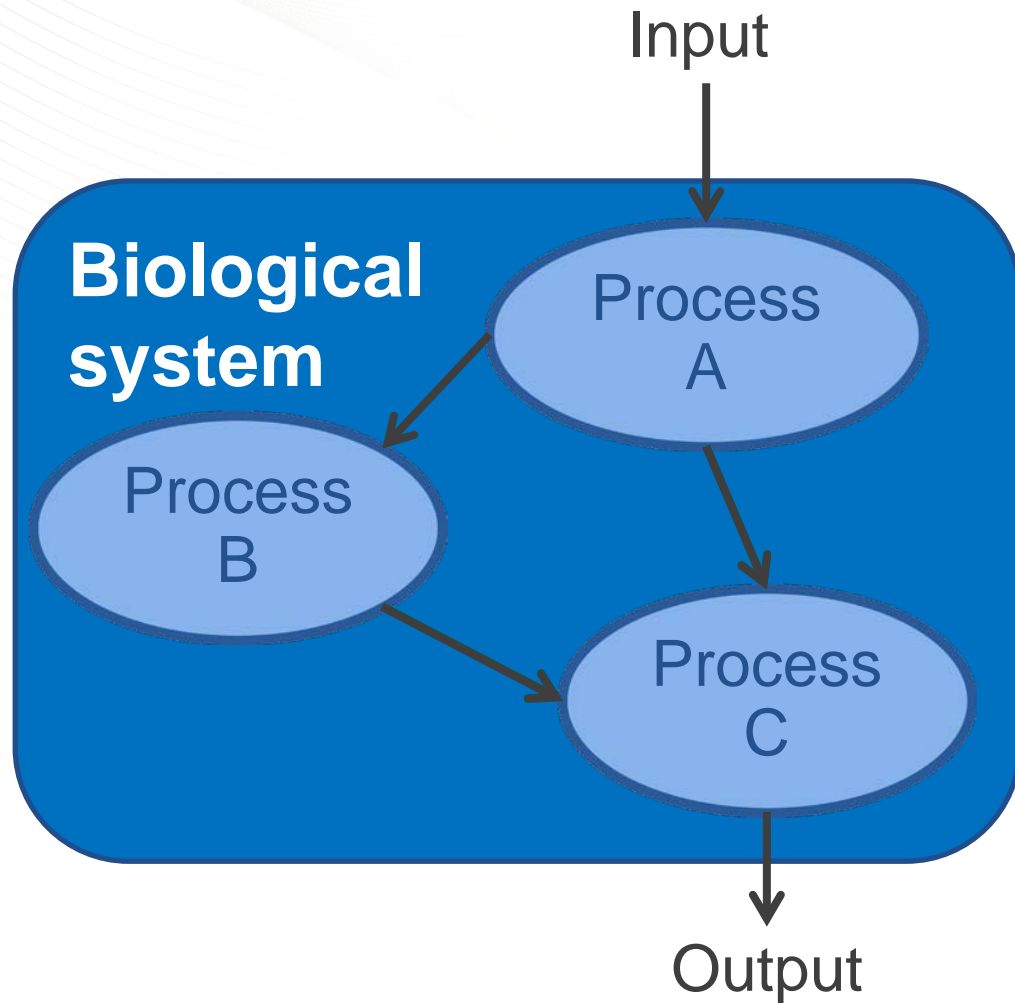 Input
Biological
system
Process
A
Process
B
Process
C
Output